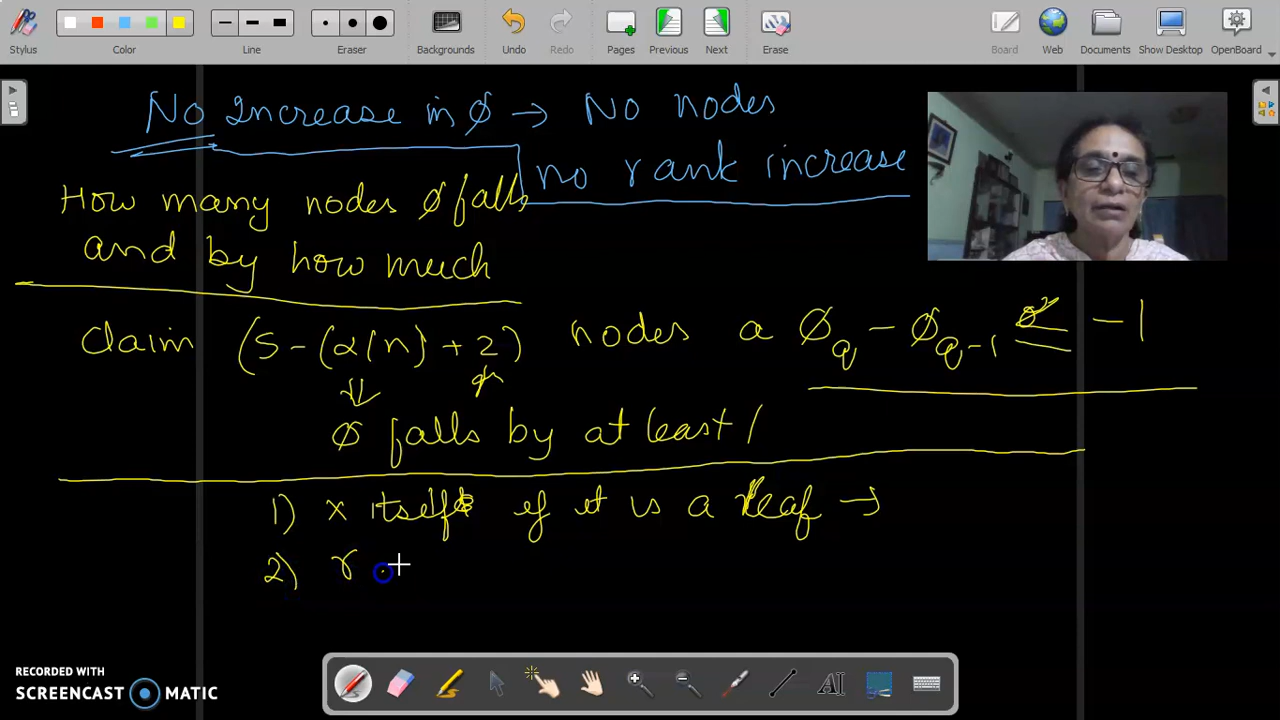 Stylus Color Line Eraser Backgrounds Undo Redo Pages Previous Next Erase Board Web Documents Show Desktop OpenBoard
No Increase in ø → No nodes
no rank increase
How many nodes ø falls
and by how much
Claim (S - (α(n) + 2) nodes a ø_q - ø_q-1 -1
ø falls by at least 1
1) x itself if it is a leaf →
2) r
RECORDED WITH
SCREENCAST MATIC